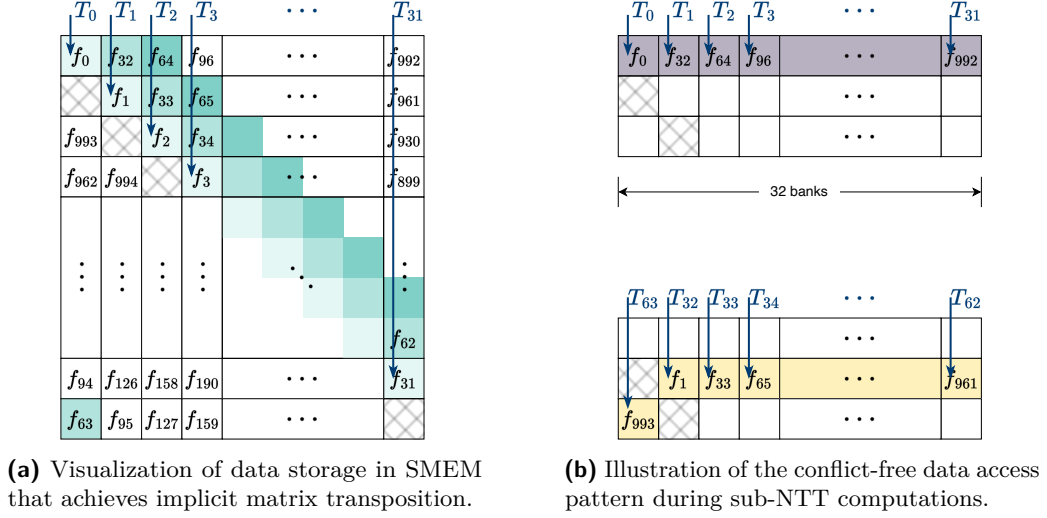 T0 T1 T2 T3 ··· T31
f0 f32 f64 f96 ··· f992
f1 f33 f65 ··· f961
f993 f2 f34 ··· f930
f962 f994 f3 ··· f899
f62
f94 f126 f158 f190 ··· f31
f63 f95 f127 f159 ···
(a) Visualization of data storage in SMEM
that achieves implicit matrix transposition.
T0 T1 T2 T3 ··· T31
f0 f32 f64 f96 ··· f992
···
···
32 banks
T63 T32 T33 T34 ··· T62
···
f1 f33 f65 ··· f961
f993 ···
(b) Illustration of the conflict-free data access
pattern during sub-NTT computations.